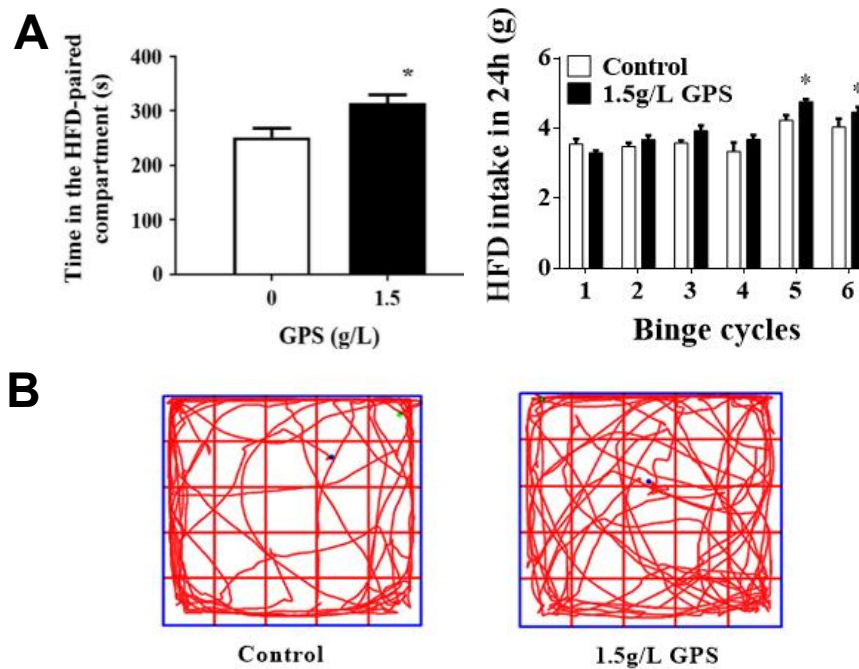 A
Time in the HFD-paired
compartment (s)
400
300
200
100
0
*
0
1.5
GPS (g/L)
HFD intake in 24h (g)
6
4
2
0
Control
1.5g/L GPS
*
*
1 2 3 4 5 6
Binge cycles
B
Control
1.5g/L GPS